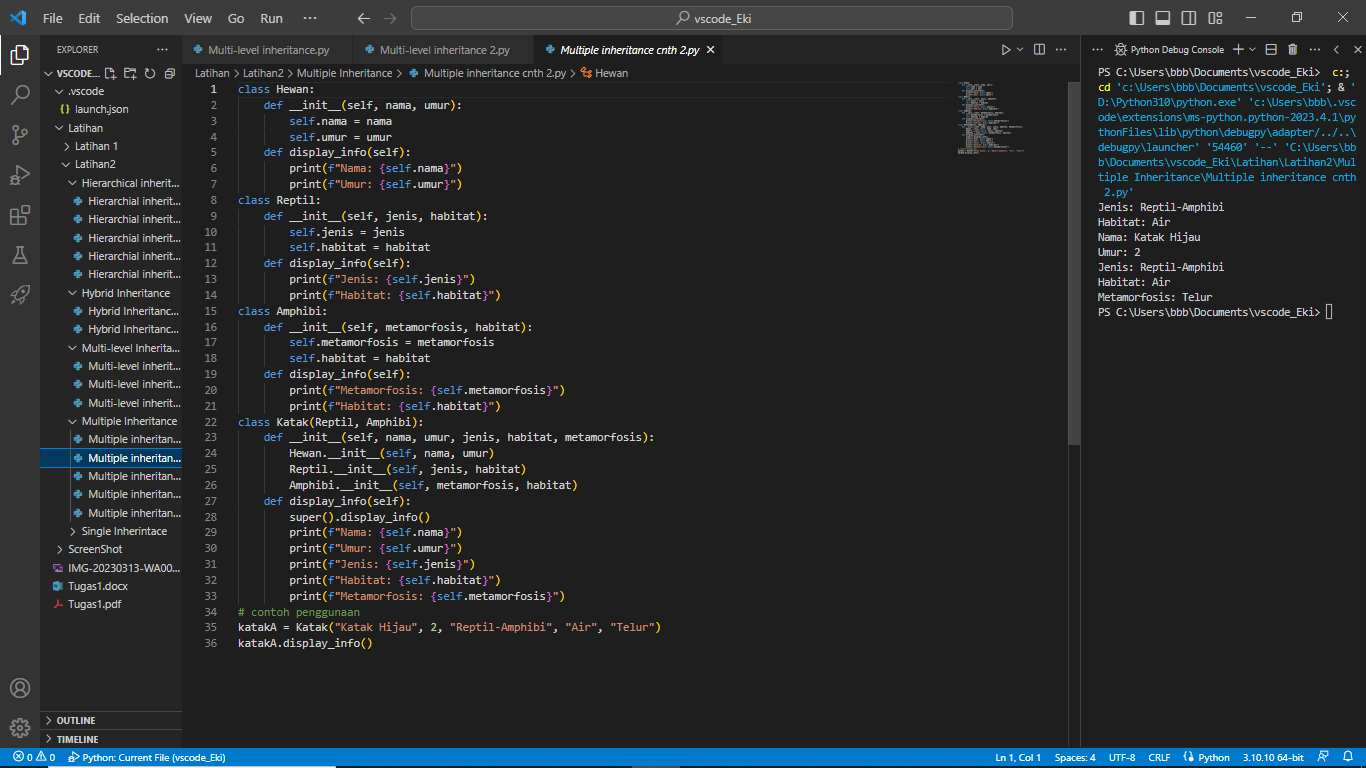 File Edit Selection View Go Run ··· vscode_Eki
EXPLORER ···
VSCODE...
.vscode
launch.json
Latihan
Latihan 1
Latihan2
Hierarchical inherit...
Hierarchial inherit...
Hierarchial inherit...
Hierarchial inherit...
Hierarchial inherit...
Hierarchial inherit...
Hybrid Inheritance
Hybrid Inheritanc...
Hybrid Inheritanc...
Multi-level Inherita...
Multi-level inherit...
Multi-level inherit...
Multi-level inherit...
Multiple Inheritance
Multiple inheritan...
Multiple inheritan...
Multiple inheritan...
Multiple inheritan...
Multiple inheritan...
Single Inherintace
ScreenShot
IMG-20230313-WA00...
Tugas1.docx
Tugas1.pdf
OUTLINE
TIMELINE
Multi-level inheritance.py Multi-level inheritance 2.py Multiple inheritance cnth 2.py
Latihan > Latihan2 > Multiple Inheritance > Multiple inheritance cnth 2.py > Hewan
1 class Hewan:
2 def __init__(self, nama, umur):
3 self.nama = nama
4 self.umur = umur
5 def display_info(self):
6 print(f"Nama: {self.nama}")
7 print(f"Umur: {self.umur}")
8 class Reptil:
9 def __init__(self, jenis, habitat):
10 self.jenis = jenis
11 self.habitat = habitat
12 def display_info(self):
13 print(f"Jenis: {self.jenis}")
14 print(f"Habitat: {self.habitat}")
15 class Amphibi:
16 def __init__(self, metamorfosis, habitat):
17 self.metamorfosis = metamorfosis
18 self.habitat = habitat
19 def display_info(self):
20 print(f"Metamorfosis: {self.metamorfosis}")
21 print(f"Habitat: {self.habitat}")
22 class Katak(Reptil, Amphibi):
23 def __init__(self, nama, umur, jenis, habitat, metamorfosis):
24 Hewan.__init__(self, nama, umur)
25 Reptil.__init__(self, jenis, habitat)
26 Amphibi.__init__(self, metamorfosis, habitat)
27 def display_info(self):
28 super().display_info()
29 print(f"Nama: {self.nama}")
30 print(f"Umur: {self.umur}")
31 print(f"Jenis: {self.jenis}")
32 print(f"Habitat: {self.habitat}")
33 print(f"Metamorfosis: {self.metamorfosis}")
34 # contoh penggunaan
35 katakA = Katak("Katak Hijau", 2, "Reptil-Amphibi", "Air", "Telur")
36 katakA.display_info()
··· Python Debug Console
PS C:\Users\bbb\Documents\vscode_Eki>  c:;
cd 'c:\Users\bbb\Documents\vscode_Eki'; & '
D:\Python310\python.exe' 'c:\Users\bbb\.vsc
ode\extensions\ms-python.python-2023.4.1\py
thonFiles\lib\python\debugpy\adapter/../..\
debugpy\launcher' '54460' '--' 'C:\Users\bb
b\Documents\vscode_Eki\Latihan\Latihan2\Mul
tiple Inheritance\Multiple inheritance cnth
2.py'
Jenis: Reptil-Amphibi
Habitat: Air
Nama: Katak Hijau
Umur: 2
Jenis: Reptil-Amphibi
Habitat: Air
Metamorfosis: Telur
PS C:\Users\bbb\Documents\vscode_Eki>
0 0 Python: Current File (vscode_Eki) Ln 1, Col 1 Spaces: 4 UTF-8 CRLF Python 3.10.10 64-bit